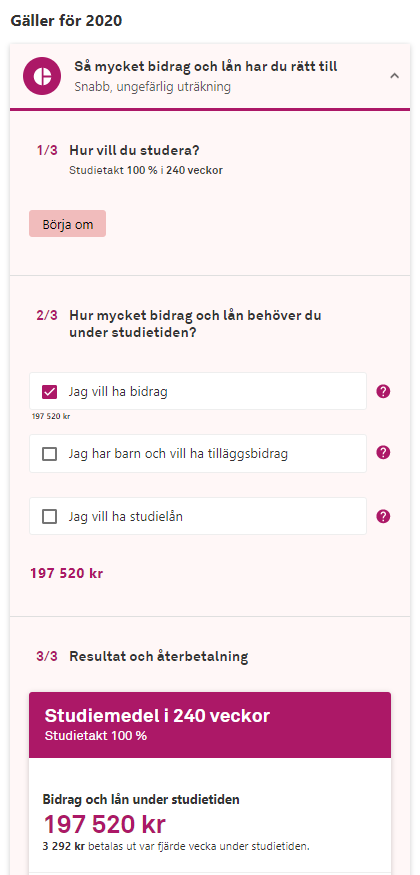 Gäller för 2020
Så mycket bidrag och lån har du rätt till
Snabb, ungefärlig uträkning
1/3 Hur vill du studera?
Studietakt 100 % i 240 veckor
Börja om
2/3 Hur mycket bidrag och lån behöver du
under studietiden?
Jag vill ha bidrag
?
197 520 kr
Jag har barn och vill ha tilläggsbidrag
?
Jag vill ha studielån
?
197 520 kr
3/3 Resultat och återbetalning
Studiemedel i 240 veckor
Studietakt 100 %
Bidrag och lån under studietiden
197 520 kr
3 292 kr betalas ut var fjärde vecka under studietiden.